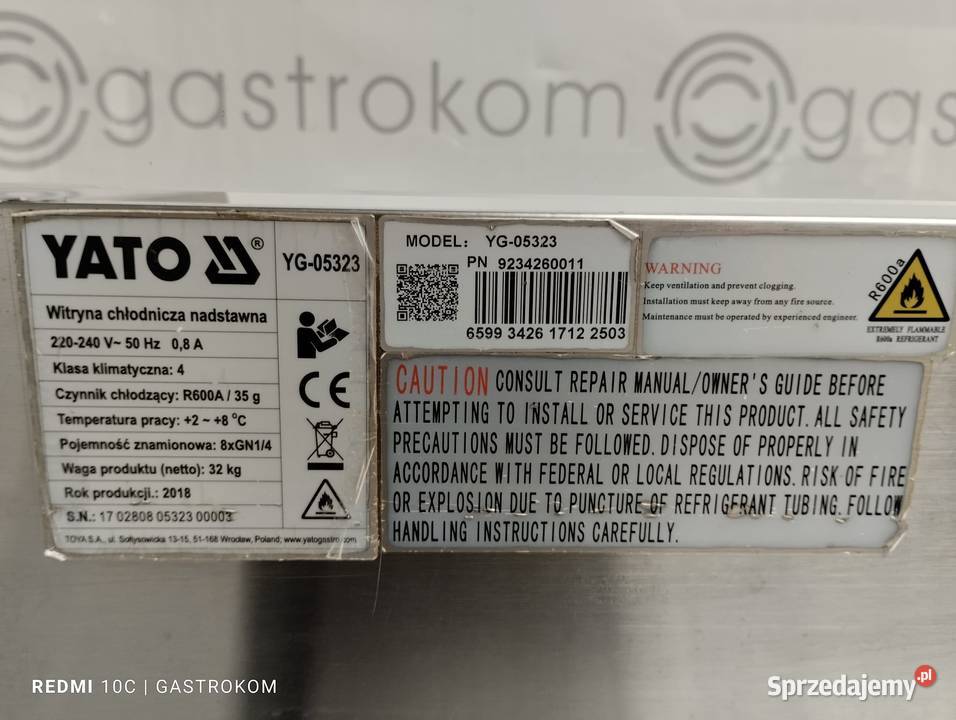 gastrokom
gas
YATO ® YG-05323
Witryna chłodnicza nadstawna
220-240 V~ 50 Hz 0,8 A
Klasa klimatyczna: 4
Czynnik chłodzący: R600A / 35 g
Temperatura pracy: +2 ~ +8 °C
Pojemność znamionowa: 8xGN1/4
Waga produktu (netto): 32 kg
Rok produkcji.: 2018
S.N.: 17 02808 05323 00003
TOYA S.A., ul. Sołtysowicka 13-15, 51-168 Wrocław, Poland; www.yatogastro.com
CE
MODEL: YG-05323
PN 9234260011
6599 3426 1712 2503
WARNING
Keep ventilation and prevent clogging.
Installation must keep away from any fire source.
Maintenance must be operated by experienced engineer.
R600a
EXTREMELY FLAMMABLE
R600a REFRIGERANT
CAUTION CONSULT REPAIR MANUAL/OWNER'S GUIDE BEFORE
ATTEMPTING TO INSTALL OR SERVICE THIS PRODUCT. ALL SAFETY
PRECAUTIONS MUST BE FOLLOWED. DISPOSE OF PROPERLY IN
ACCORDANCE WITH FEDERAL OR LOCAL REGULATIONS. RISK OF FIRE
OR EXPLOSION DUE TO PUNCTURE OF REFRIGERANT TUBING. FOLLOW
HANDLING INSTRUCTIONS CAREFULLY.
REDMI 10C | GASTROKOM
Sprzedajemy.pl